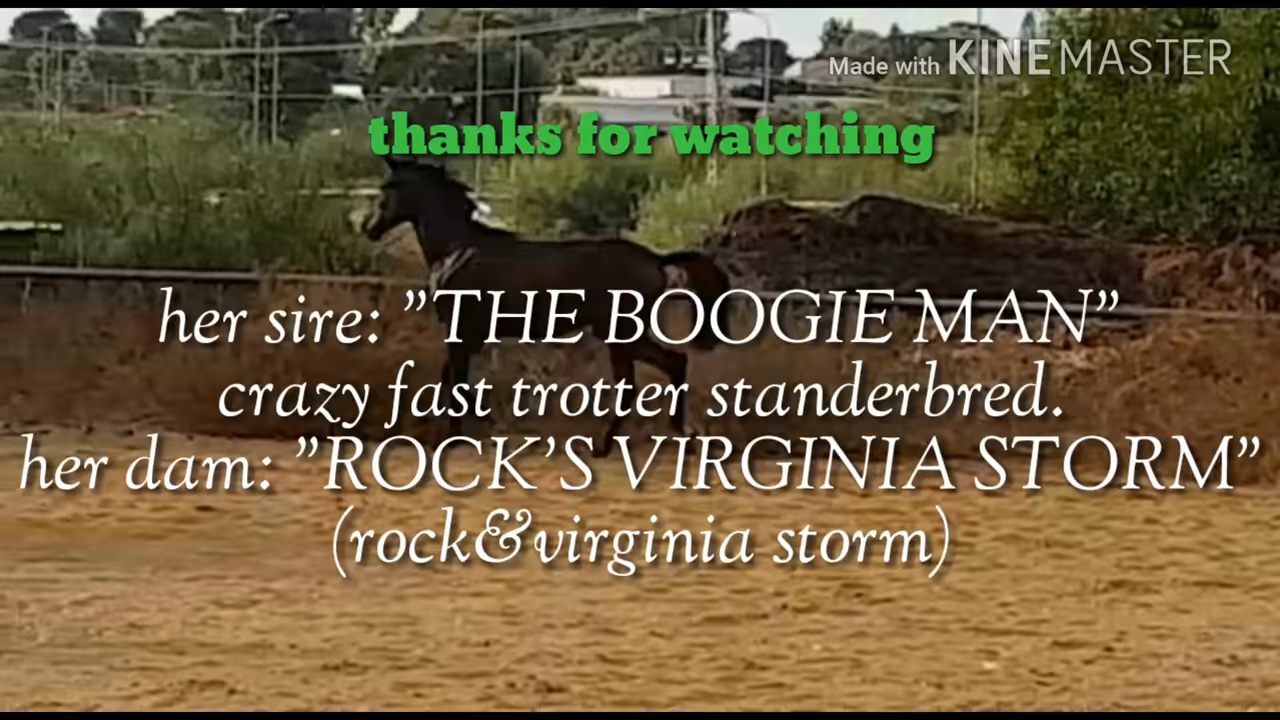 Made with KINEMASTER
thanks for watching
her sire: "THE BOOGIE MAN"
crazy fast trotter standerbred.
her dam: "ROCK'S VIRGINIA STORM"
(rock&virginia storm)